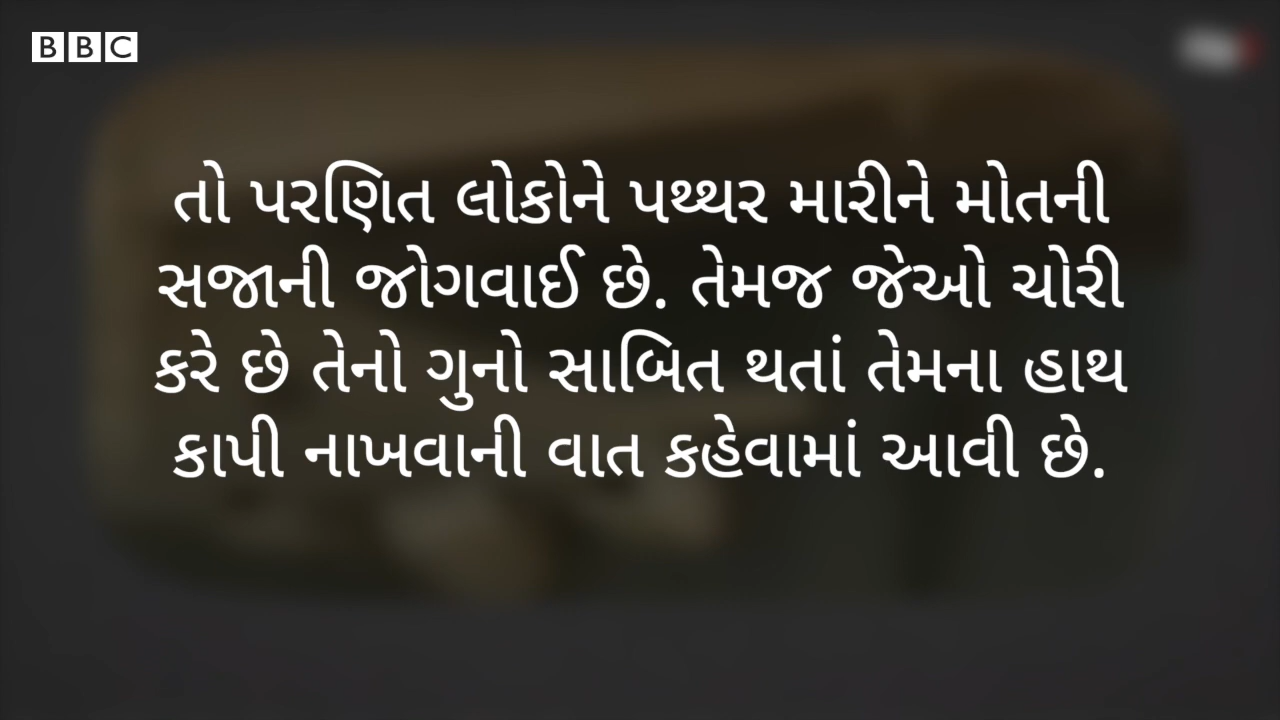 BBC
તો પરણિત લોકોને પથ્થર મારીને મોતની
સજાની જોગવાઈ છે. તેમજ જેઓ ચોરી
કરે છે તેનો ગુનો સાબિત થતાં તેમના હાથ
કાપી નાખવાની વાત કહેવામાં આવી છે.